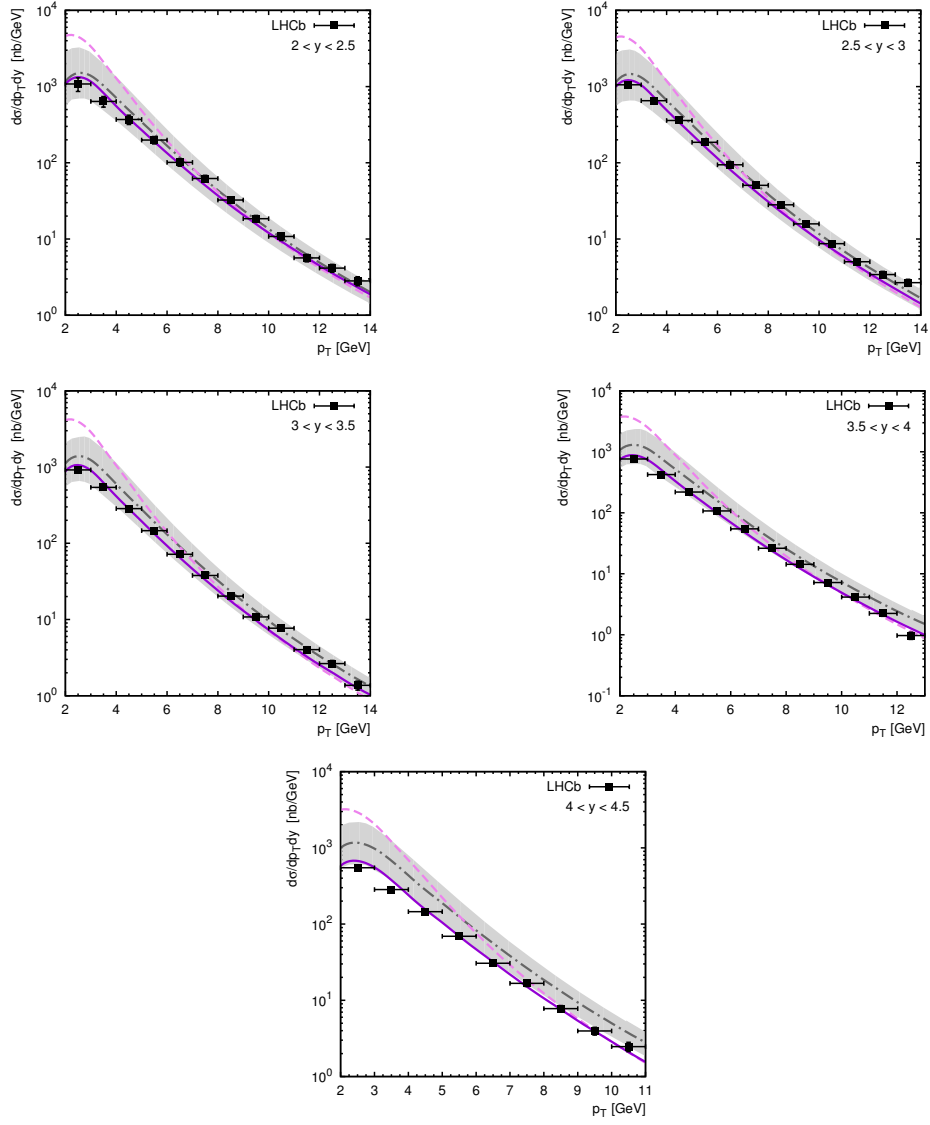 dσ/dp_T dy [nb/GeV]
10^4
10^3
10^2
10^1
10^0
LHCb
2 < y < 2.5
2 4 6 8 10 12 14
p_T [GeV]
dσ/dp_T dy [nb/GeV]
10^4
10^3
10^2
10^1
10^0
LHCb
2.5 < y < 3
2 4 6 8 10 12 14
p_T [GeV]
dσ/dp_T dy [nb/GeV]
10^4
10^3
10^2
10^1
10^0
LHCb
3 < y < 3.5
2 4 6 8 10 12 14
p_T [GeV]
dσ/dp_T dy [nb/GeV]
10^4
10^3
10^2
10^1
10^0
10^-1
LHCb
3.5 < y < 4
2 4 6 8 10 12
p_T [GeV]
dσ/dp_T dy [nb/GeV]
10^4
10^3
10^2
10^1
10^0
LHCb
4 < y < 4.5
2 3 4 5 6 7 8 9 10 11
p_T [GeV]